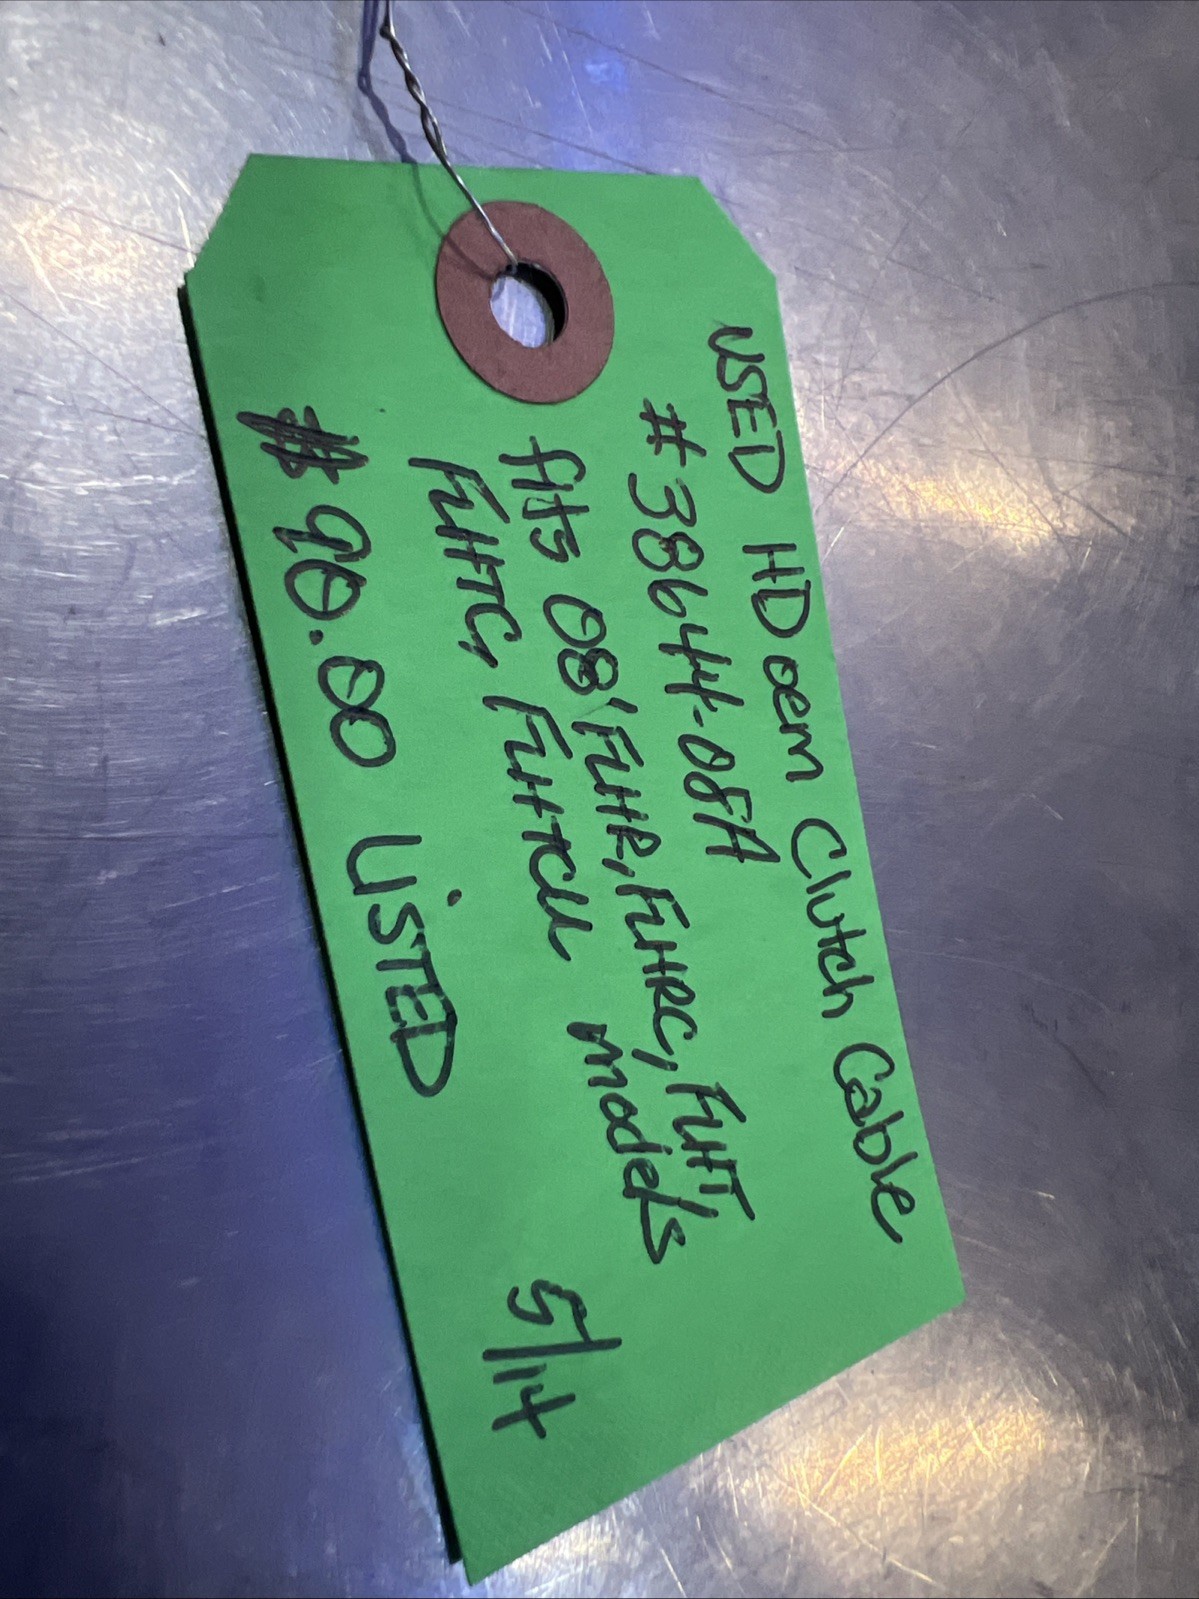 USED HD oem Clutch Cable
#38644-08A
fits 08' FLHR, FLHRC, FLHT,
FLHTC, FLHTCU models
$90.00 LiSTED 5/14